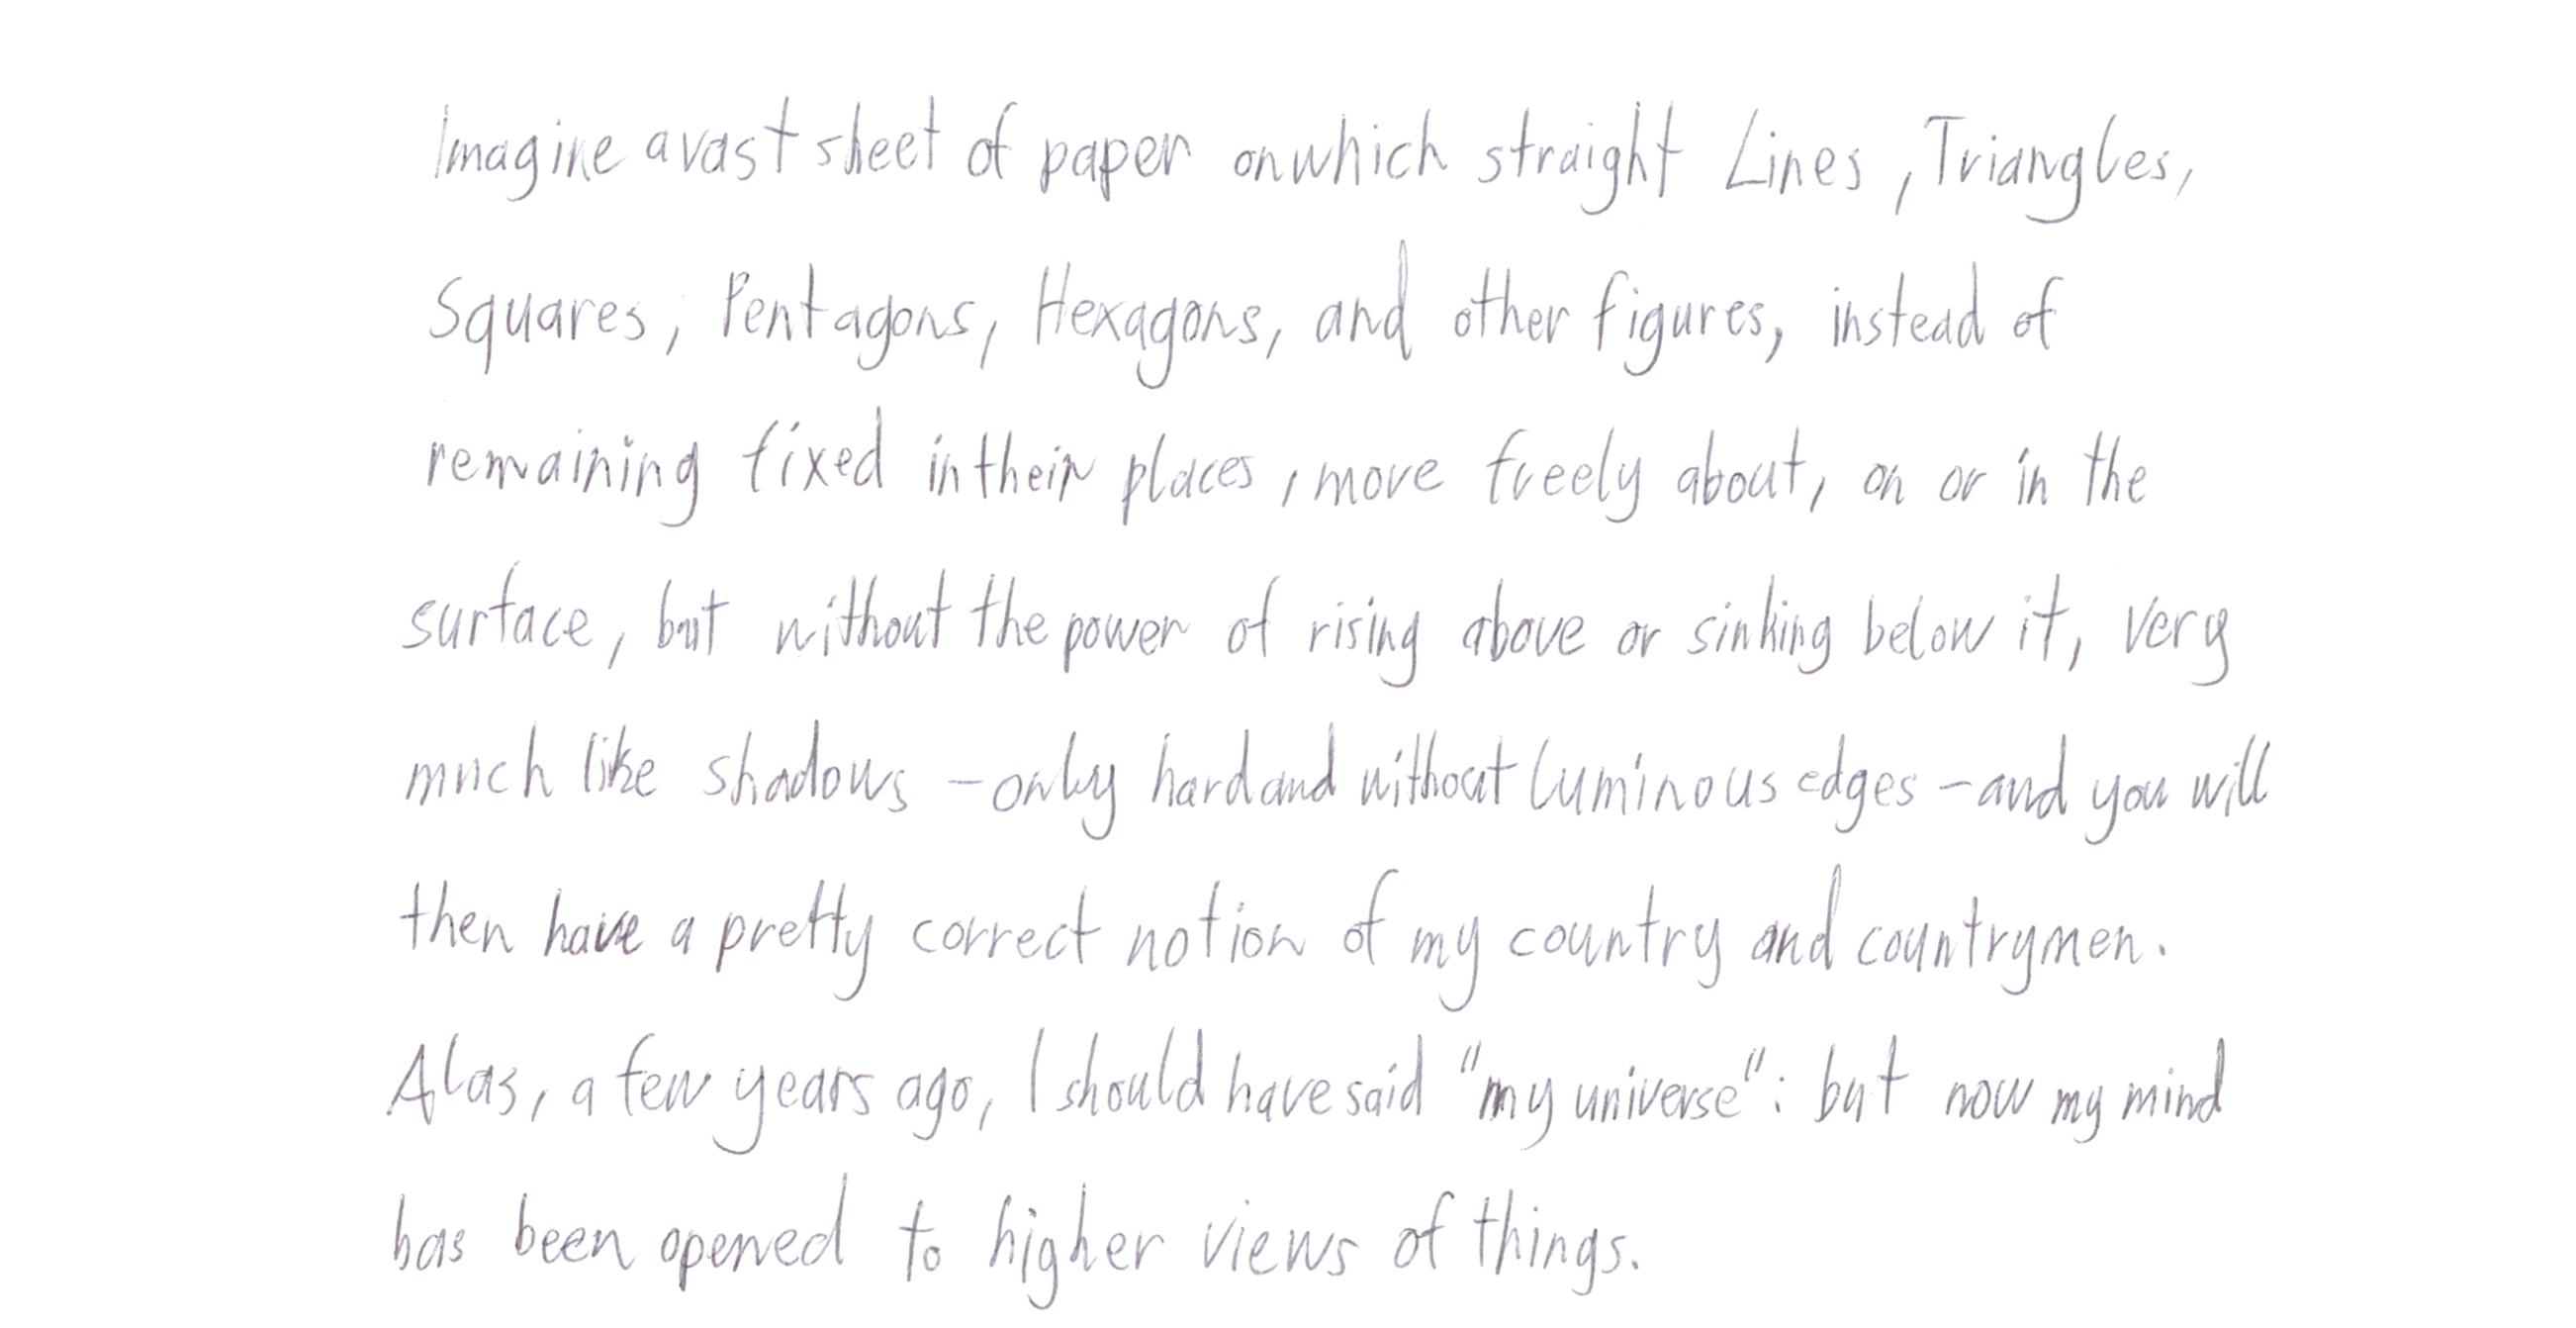 Imagine a vast sheet of paper on which straight Lines, Triangles,
Squares, Pentagons, Hexagons, and other figures, instead of
remaining fixed in their places, move freely about, on or in the
surface, but without the power of rising above or sinking below it, very
much like shadows - only hard and without luminous edges - and you will
then have a pretty correct notion of my country and countrymen.
Alas, a few years ago, I should have said "my universe": but now my mind
has been opened to higher views of things.